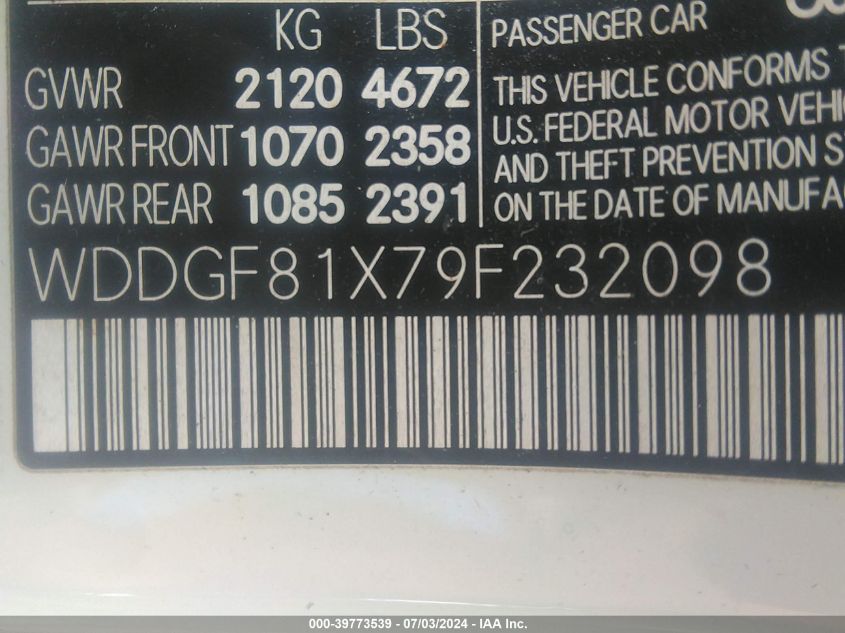 KG LBS
GVWR 2120 4672
GAWR FRONT 1070 2358
GAWR REAR 1085 2391
PASSENGER CAR
THIS VEHICLE CONFORMS
U.S. FEDERAL MOTOR
AND THEFT PREVENTION
ON THE DATE OF
WDDGF81X79F232098
000-39773539 - 07/03/2024 - IAA Inc.